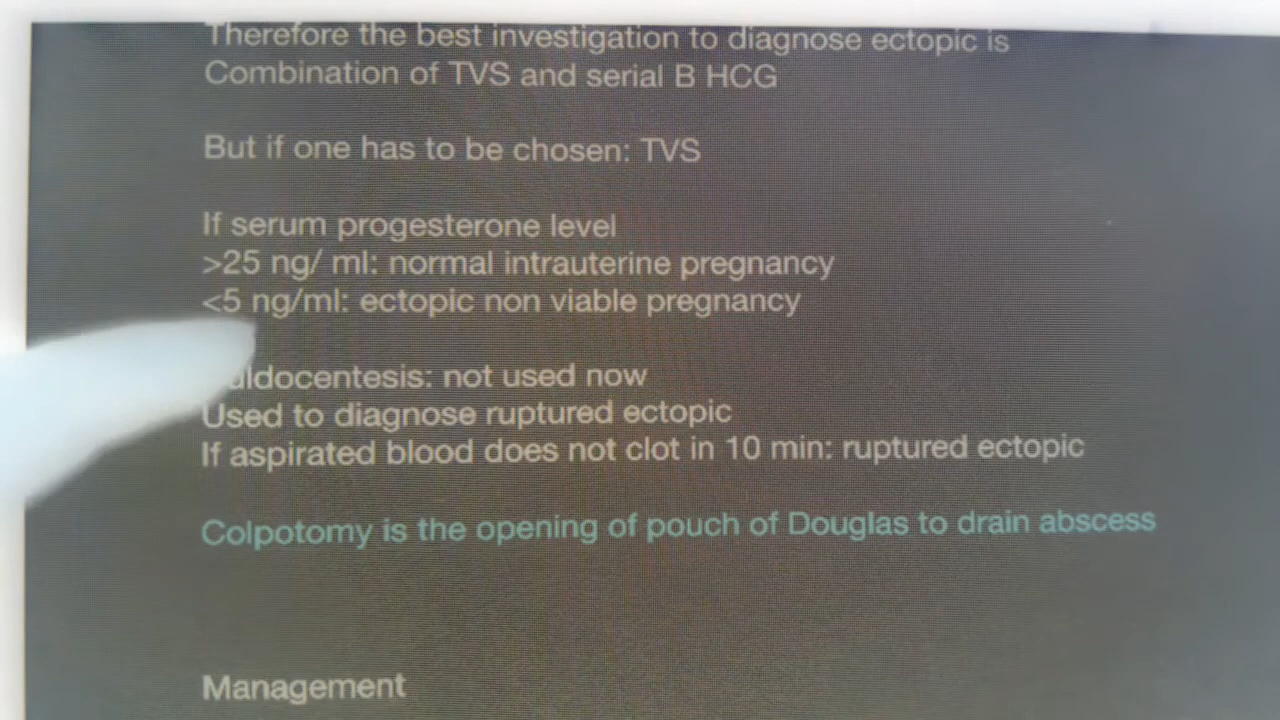 Therefore the best investigation to diagnose ectopic is
Combination of TVS and serial B HCG
But if one has to be chosen: TVS
If serum progesterone level
>25 ng/ ml: normal intrauterine pregnancy
<5 ng/ml: ectopic non viable pregnancy
not used now
Used to diagnose ruptured ectopic
If aspirated blood does not clot in 10 min: ruptured ectopic
Colpotomy is the opening of pouch of Douglas to drain abscess
Management